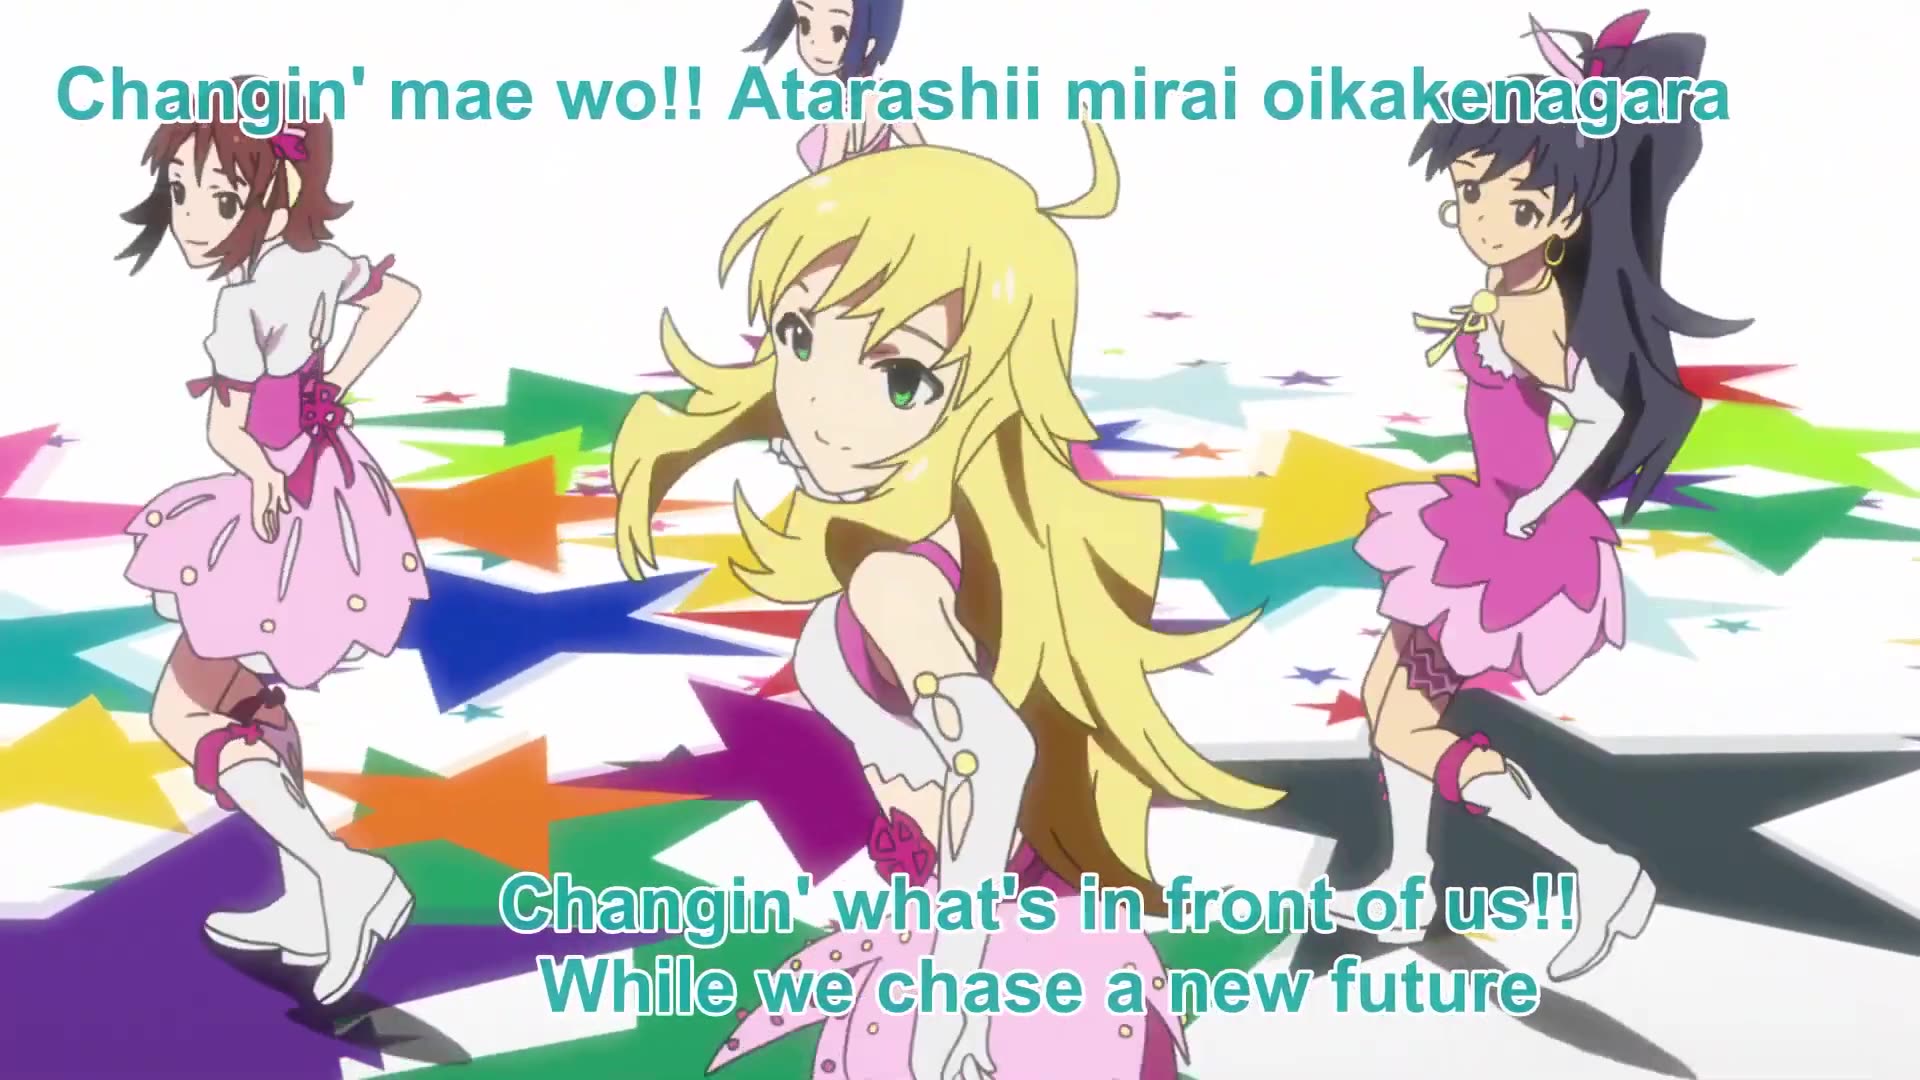 Changin' mae wo!! Atarashii mirai oikakenagara
Changin' what's in front of us!!
While we chase a new future